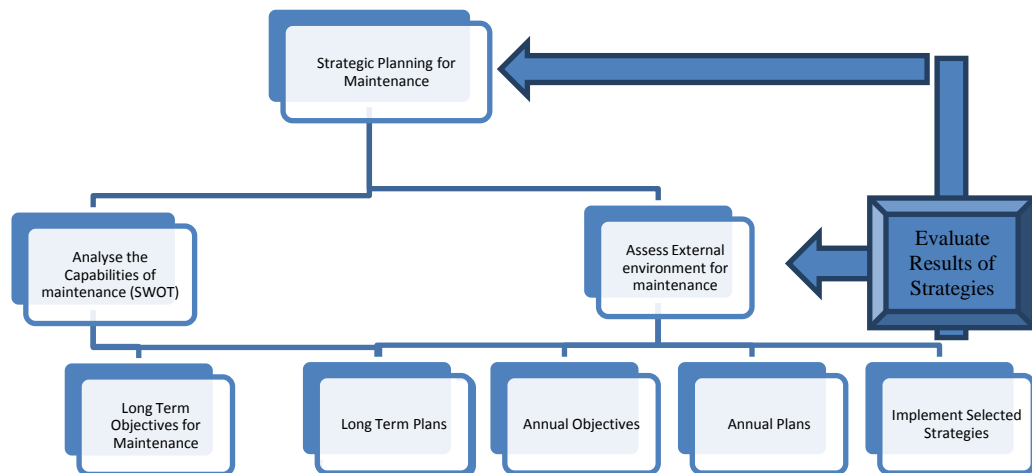 Strategic Planning for
Maintenance
Analyse the
Capabilities of
maintenance (SWOT)
Assess External
environment for
maintenance
Evaluate
Results of
Strategies
Long Term
Objectives for
Maintenance
Long Term Plans
Annual Objectives
Annual Plans
Implement Selected
Strategies